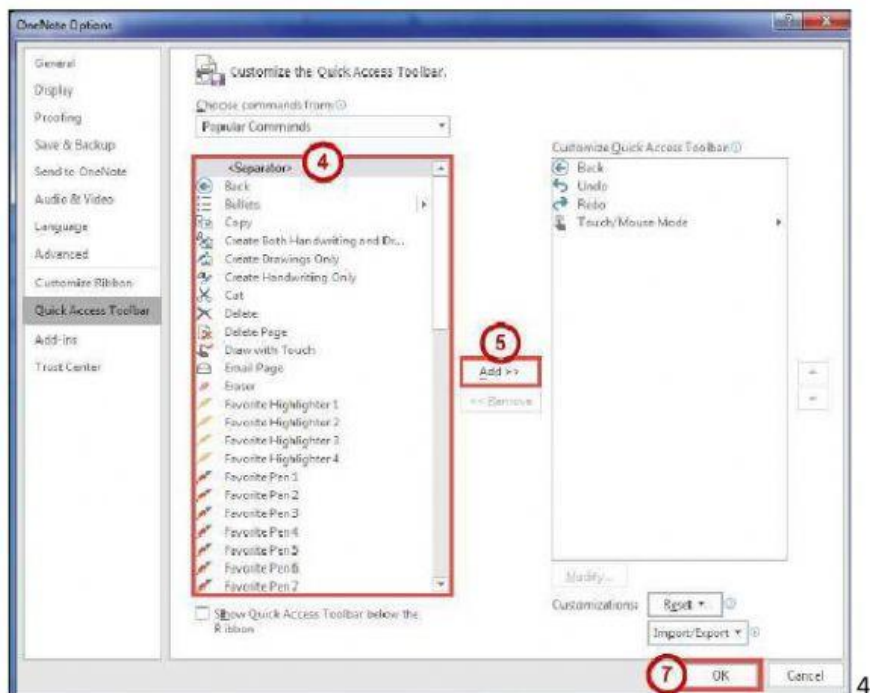 OneNote Options
General
Display
Proofing
Save & Backup
Send to OneNote
Audio & Video
Language
Advanced
Customize Ribbon
Quick Access Toolbar
Add-ins
Trust Center
Customize the Quick Access Toolbar.
Choose commands from:
Popular Commands
<Separator>
4
Back
Bullets
Copy
Create Both Handwriting and Dr...
Create Drawings Only
Create Handwriting Only
Cut
Delete
Delete Page
Draw with Touch
Email Page
Eraser
Favorite Highlighter 1
Favorite Highlighter 2
Favorite Highlighter 3
Favorite Highlighter 4
Favorite Pen 1
Favorite Pen 2
Favorite Pen 3
Favorite Pen 4
Favorite Pen 5
Favorite Pen 6
Favorite Pen 7
Show Quick Access Toolbar below the
Ribbon
5
Add >>
<< Remove
Customize Quick Access Toolbar
Back
Undo
Redo
Touch/Mouse Mode
Modify...
Customizations:
Reset
Import/Export
7
OK
Cancel
4